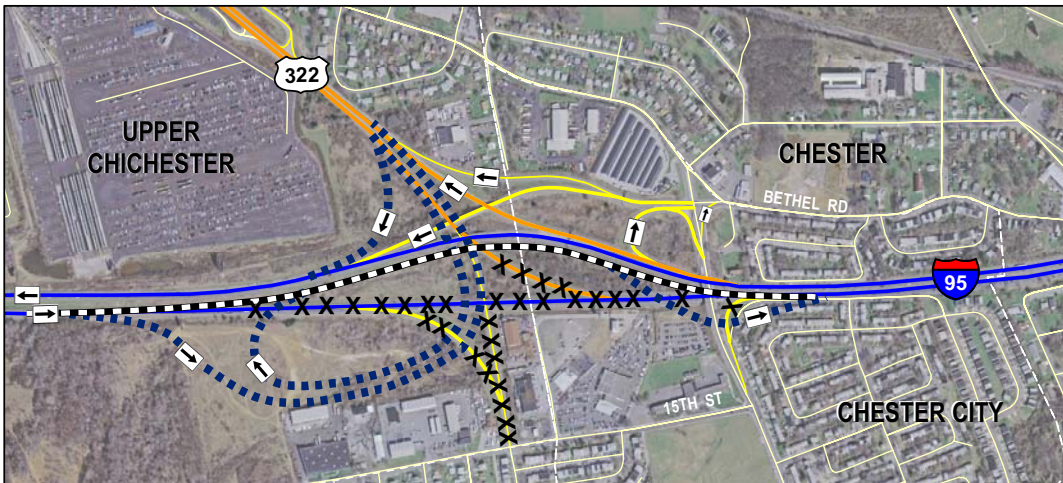 322
UPPER
CHICHESTER
CHESTER
BETHEL RD
95
15TH ST
CHESTER CITY